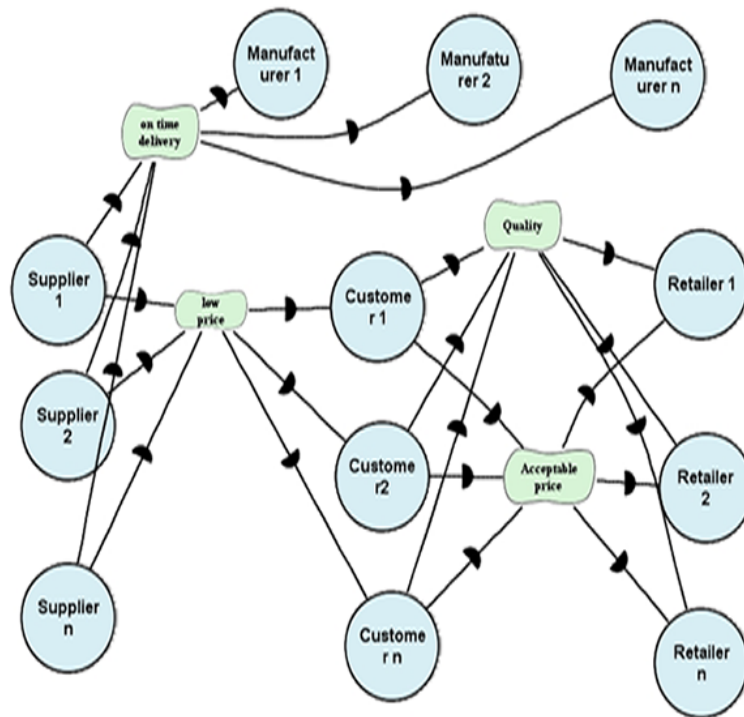 Manufact
urer 1
Manufatu
rer 2
Manufact
urer n
on time
delivery
Quality
Supplier
1
low
price
Custome
r 1
Retailer 1
Supplier
2
Custome
r2
Acceptable
price
Retailer
2
Supplier
n
Custome
r n
Retailer
n